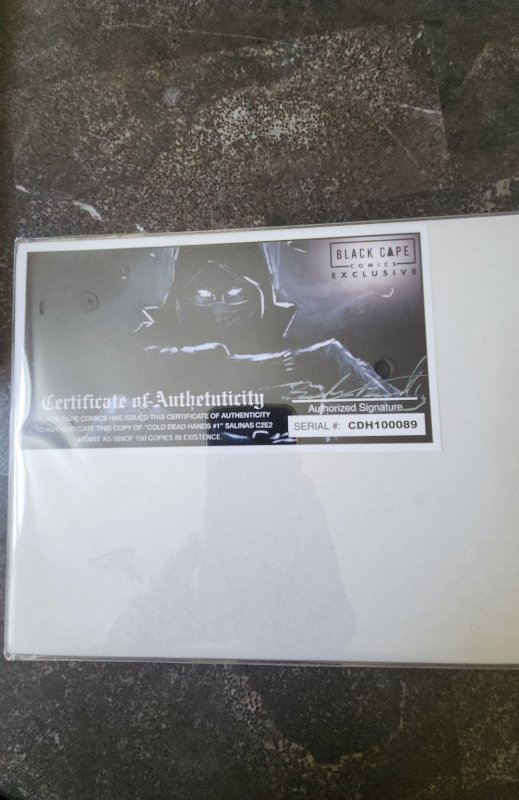 BLACK CAPE
COMICS
EXCLUSIVE
Certificate of Authetuticity
BLACK CAPE COMICS HAS ISSUED THIS CERTIFICATE OF AUTHENTICITY
TO AUTHENTICATE THIS COPY OF "COLD DEAD HANDS #1" SALINAS C2E2
VARIANT AS 089OF 150 COPIES IN EXISTENCE.
Authorized Signature
SERIAL #: CDH100089